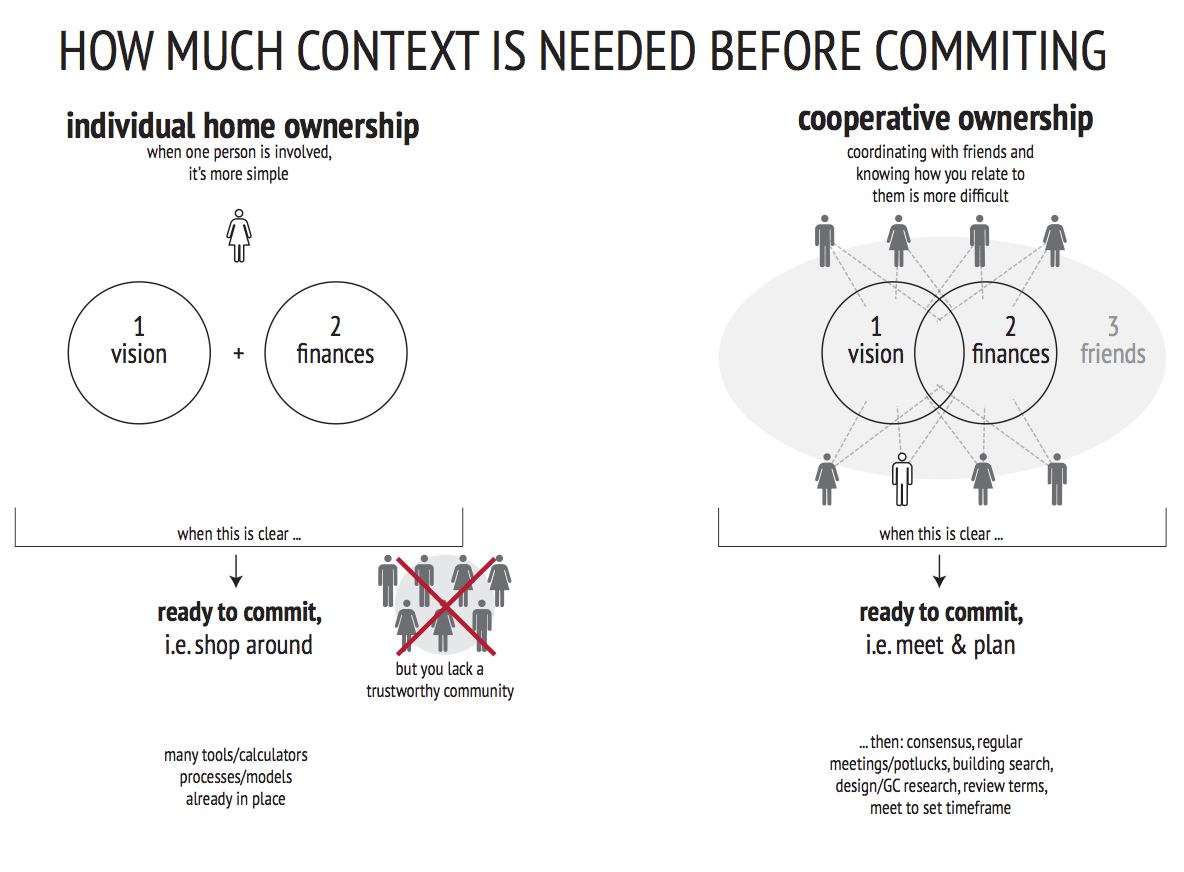 HOW MUCH CONTEXT IS NEEDED BEFORE COMMITING
individual home ownership
when one person is involved,
it's more simple
1
vision
+
2
finances
when this is clear ...
ready to commit,
i.e. shop around
but you lack a
trustworthy community
many tools/calculators
processes/models
already in place
cooperative ownership
coordinating with friends and
knowing how you relate to
them is more difficult
1
vision
2
finances
3
friends
when this is clear ...
ready to commit,
i.e. meet & plan
... then: consensus, regular
meetings/potlucks, building search,
design/GC research, review terms,
meet to set timeframe